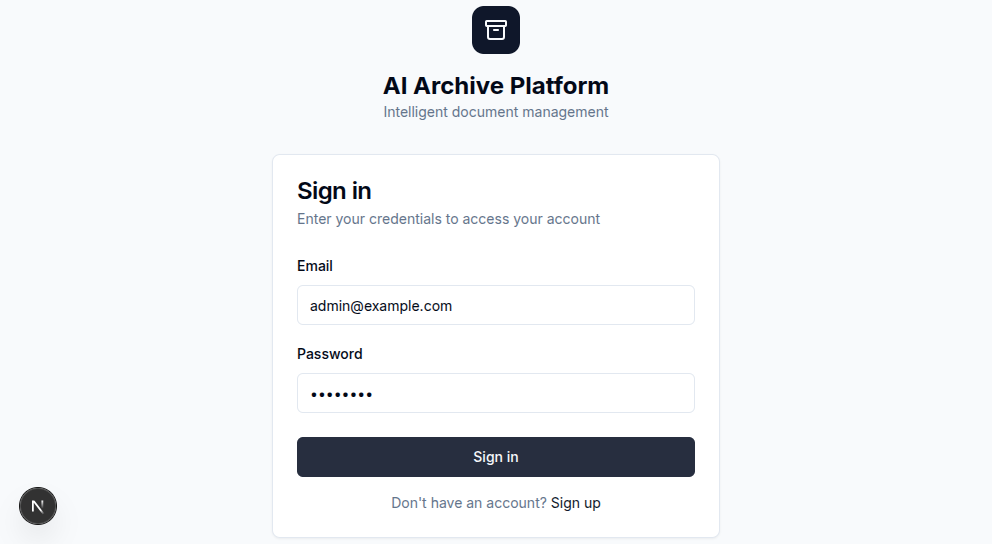 AI Archive Platform
Intelligent document management
Sign in
Enter your credentials to access your account
Email
admin@example.com
Password
••••••••
Sign in
Don't have an account? Sign up
N